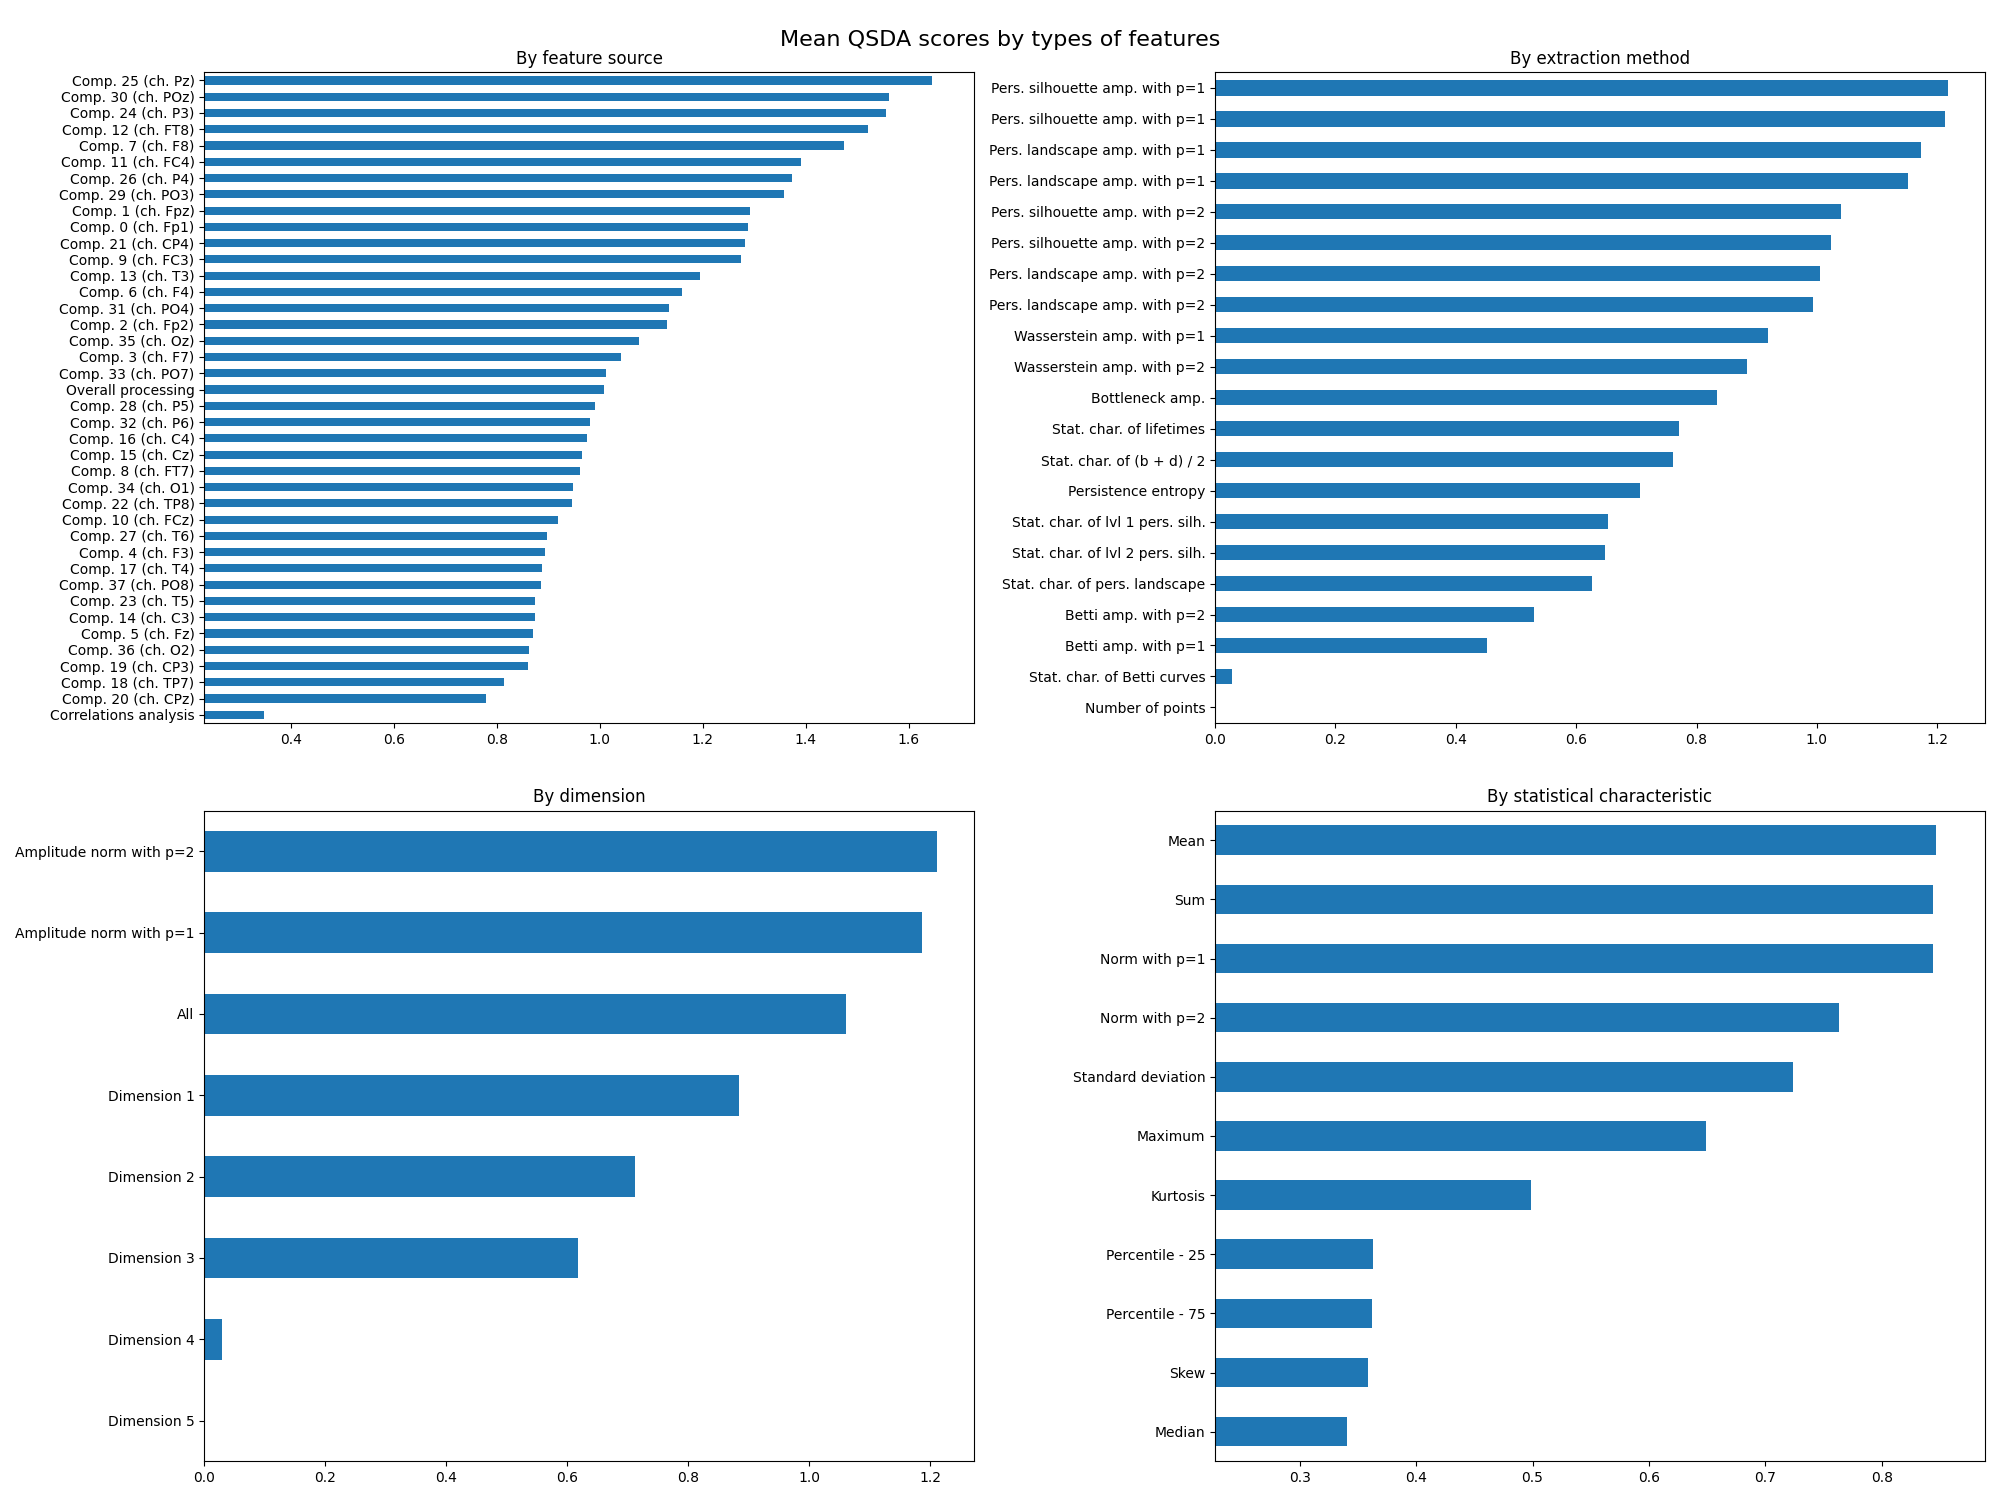 Mean QSDA scores by types of features
By feature source
Comp. 25 (ch. Pz)
Comp. 30 (ch. POz)
Comp. 24 (ch. P3)
Comp. 12 (ch. FT8)
Comp. 7 (ch. F8)
Comp. 11 (ch. FC4)
Comp. 26 (ch. P4)
Comp. 29 (ch. PO3)
Comp. 1 (ch. Fpz)
Comp. 0 (ch. Fp1)
Comp. 21 (ch. CP4)
Comp. 9 (ch. FC3)
Comp. 13 (ch. T3)
Comp. 6 (ch. F4)
Comp. 31 (ch. PO4)
Comp. 2 (ch. Fp2)
Comp. 35 (ch. Oz)
Comp. 3 (ch. F7)
Comp. 33 (ch. PO7)
Overall processing
Comp. 28 (ch. P5)
Comp. 32 (ch. P6)
Comp. 16 (ch. C4)
Comp. 15 (ch. Cz)
Comp. 8 (ch. FT7)
Comp. 34 (ch. O1)
Comp. 22 (ch. TP8)
Comp. 10 (ch. FCz)
Comp. 27 (ch. T6)
Comp. 4 (ch. F3)
Comp. 17 (ch. T4)
Comp. 37 (ch. PO8)
Comp. 23 (ch. T5)
Comp. 14 (ch. C3)
Comp. 5 (ch. Fz)
Comp. 36 (ch. O2)
Comp. 19 (ch. CP3)
Comp. 18 (ch. TP7)
Comp. 20 (ch. CPz)
Correlations analysis
0.4 0.6 0.8 1.0 1.2 1.4 1.6
By extraction method
Pers. silhouette amp. with p=1
Pers. silhouette amp. with p=1
Pers. landscape amp. with p=1
Pers. landscape amp. with p=1
Pers. silhouette amp. with p=2
Pers. silhouette amp. with p=2
Pers. landscape amp. with p=2
Pers. landscape amp. with p=2
Wasserstein amp. with p=1
Wasserstein amp. with p=2
Bottleneck amp.
Stat. char. of lifetimes
Stat. char. of (b + d) / 2
Persistence entropy
Stat. char. of lvl 1 pers. silh.
Stat. char. of lvl 2 pers. silh.
Stat. char. of pers. landscape
Betti amp. with p=2
Betti amp. with p=1
Stat. char. of Betti curves
Number of points
0.0 0.2 0.4 0.6 0.8 1.0 1.2
By dimension
Amplitude norm with p=2
Amplitude norm with p=1
All
Dimension 1
Dimension 2
Dimension 3
Dimension 4
Dimension 5
0.0 0.2 0.4 0.6 0.8 1.0 1.2
By statistical characteristic
Mean
Sum
Norm with p=1
Norm with p=2
Standard deviation
Maximum
Kurtosis
Percentile - 25
Percentile - 75
Skew
Median
0.3 0.4 0.5 0.6 0.7 0.8